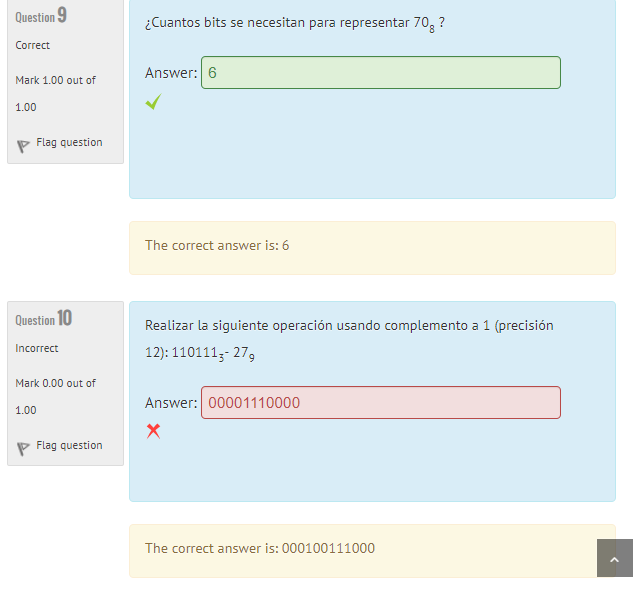 Question 9
Correct
Mark 1.00 out of
1.00
Flag question
¿Cuantos bits se necesitan para representar 70₈ ?
Answer: 6
The correct answer is: 6
Question 10
Incorrect
Mark 0.00 out of
1.00
Flag question
Realizar la siguiente operación usando complemento a 1 (precisión
12): 110111₃- 27₉
Answer: 00001110000
The correct answer is: 000100111000